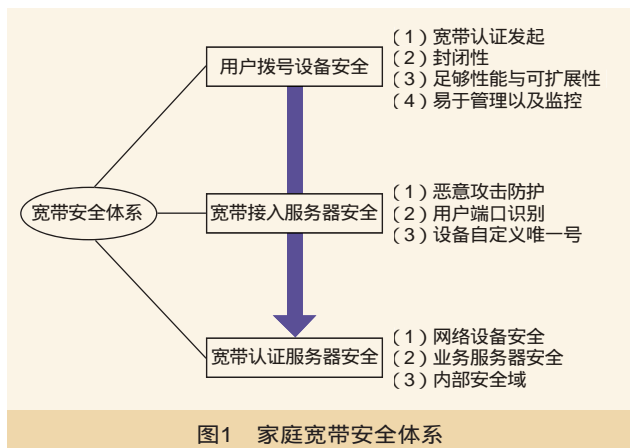 用户拨号设备安全
（1）宽带认证发起
（2）封闭性
（3）足够性能与可扩展性
（4）易于管理以及监控
宽带安全体系
宽带接入服务器安全
（1）恶意攻击防护
（2）用户端口识别
（3）设备自定义唯一号
宽带认证服务器安全
（1）网络设备安全
（2）业务服务器安全
（3）内部安全域
图1 家庭宽带安全体系